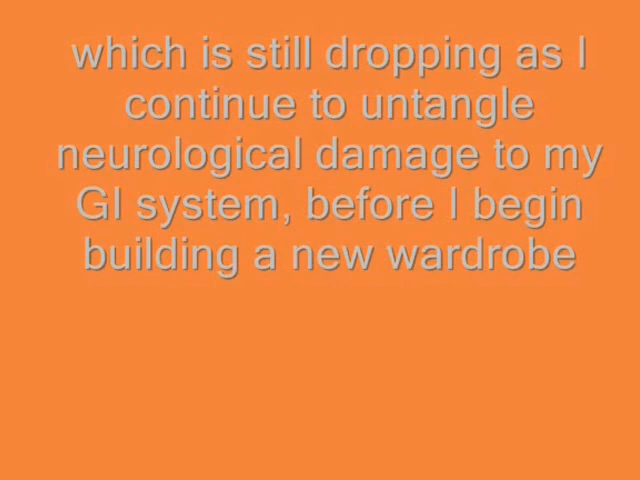 which is still dropping as I
continue to untangle
neurological damage to my
GI system, before I begin
building a new wardrobe